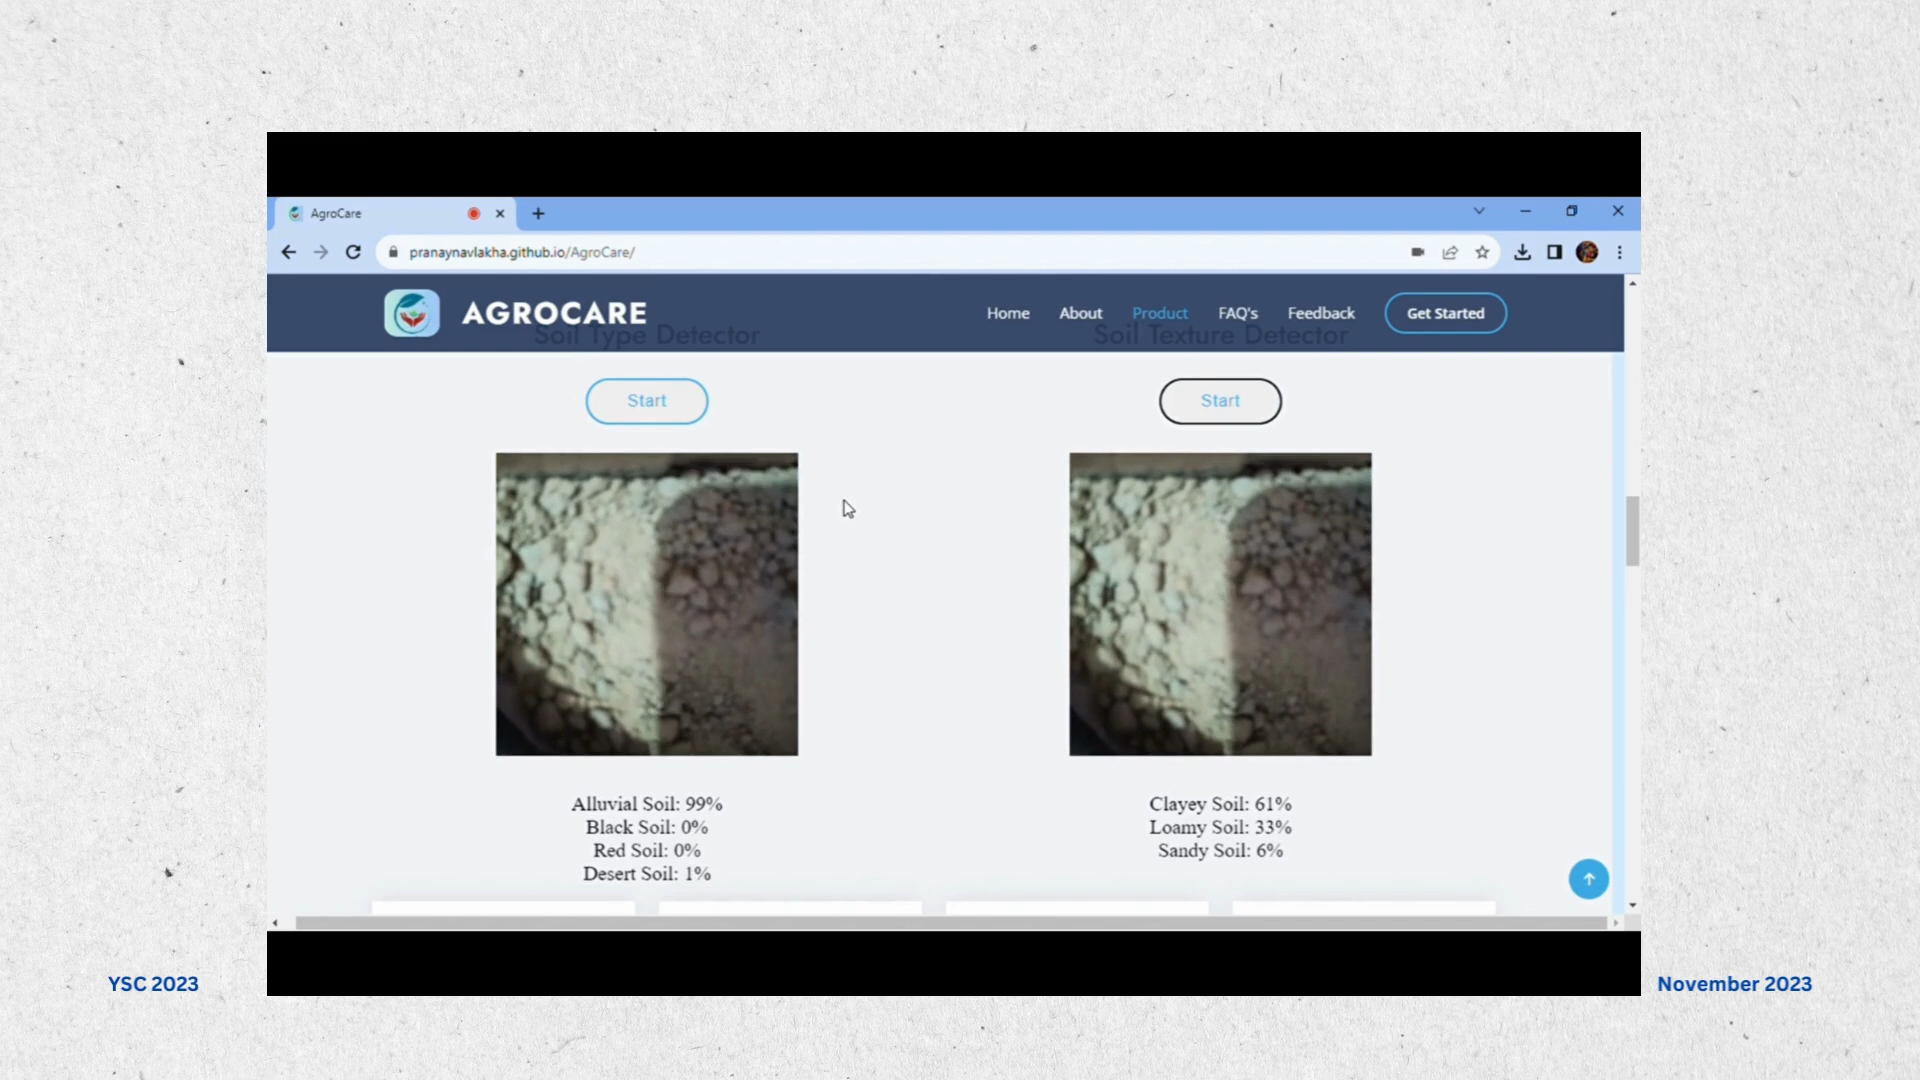 AgroCare
pranaynavlakha.github.io/AgroCare/
AGROCARE
Home About Product FAQ's Feedback Get Started
Soil Type Detector
Soil Texture Detector
Start
Start
Alluvial Soil: 99%
Black Soil: 0%
Red Soil: 0%
Desert Soil: 1%
Clayey Soil: 61%
Loamy Soil: 33%
Sandy Soil: 6%
YSC 2023
November 2023